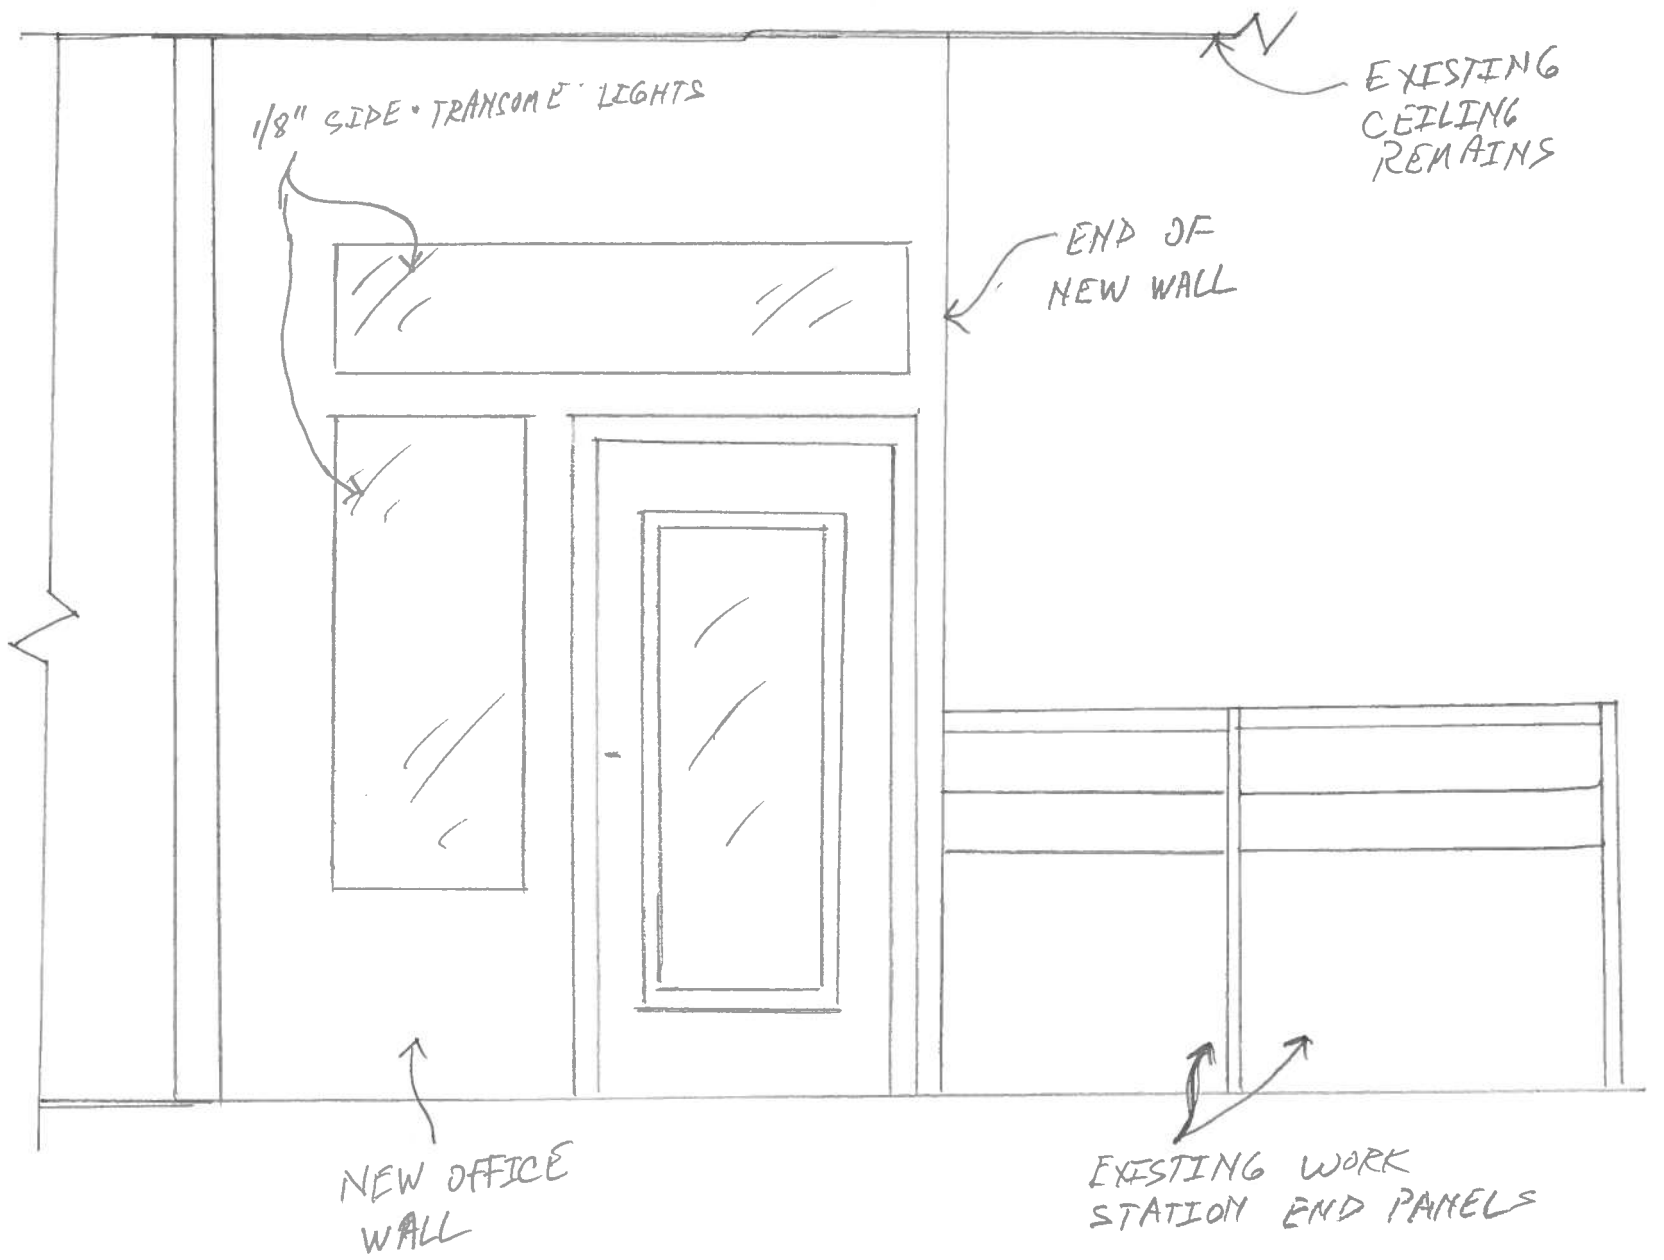 1/8" SIDE • TRANSOME LIGHTS
EXISTING
CEILING
REMAINS
END OF
NEW WALL
NEW OFFICE
WALL
EXISTING WORK
STATION END PANELS